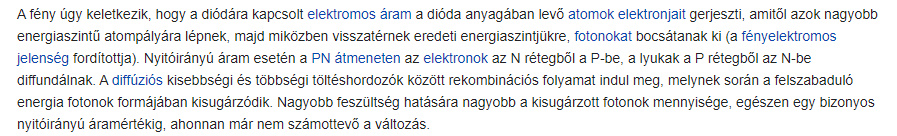 A fény úgy keletkezik, hogy a diódára kapcsolt elektromos áram a dióda anyagában levő atomok elektronjait gerjeszti, amitől azok nagyobb
energiaszintű atompályára lépnek, majd miközben visszatérnek eredeti energiaszintjükre, fotonokat bocsátanak ki (a fényelektromos
jelenség fordítottja). Nyitóirányú áram esetén a PN átmeneten az elektronok az N rétegből a P-be, a lyukak a P rétegből az N-be
diffundálnak. A diffúziós kisebbségi és többségi töltéshordozók között rekombinációs folyamat indul meg, melynek során a felszabaduló
energia fotonok formájában kisugárzódik. Nagyobb feszültség hatására nagyobb a kisugárzott fotonok mennyisége, egészen egy bizonyos
nyitóirányú áramértékig, ahonnan már nem számottevő a változás.